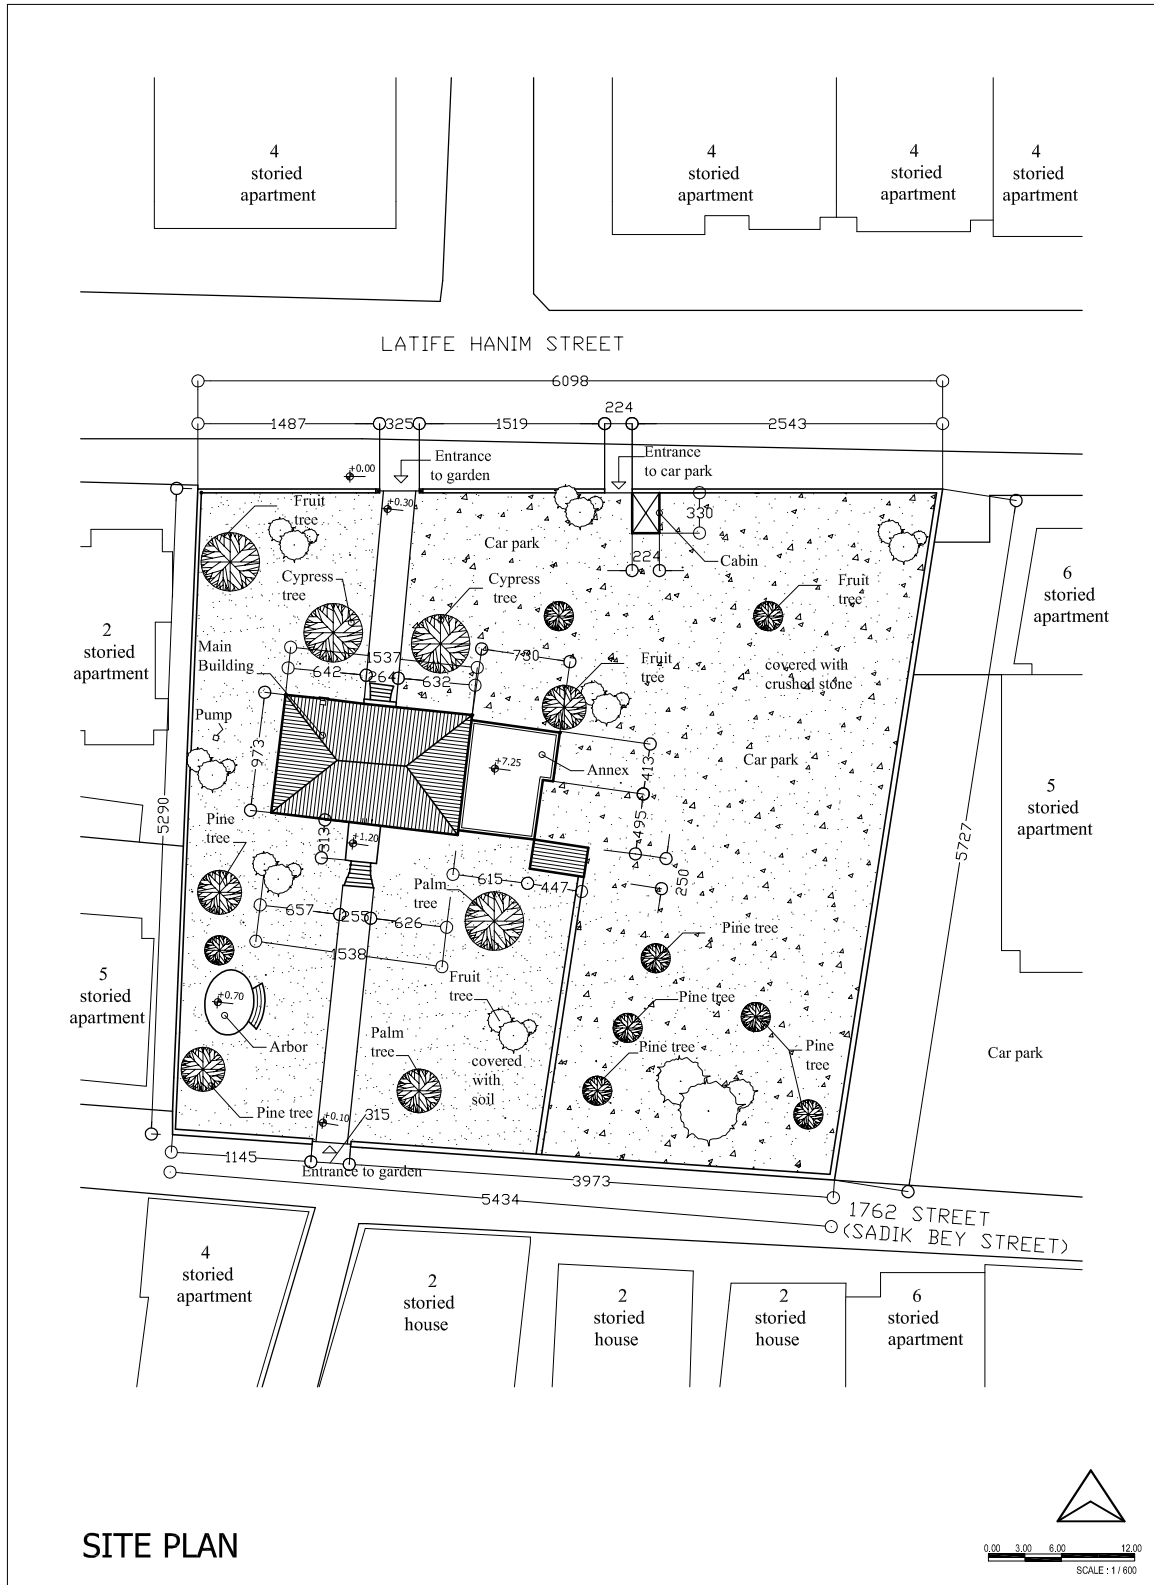 4
storied
apartment
4
storied
apartment
4
storied
apartment
4
storied
apartment
LATIFE HANIM STREET
6098
224
1487
325
1519
2543
Entrance
to garden
Entrance
to car park
+0.00
+0.30
Fruit
tree
330
Car park
Cabin
224
Cypress
tree
Cypress
tree
Fruit
tree
6
storied
apartment
2
storied
apartment
Main
Building
1537
730
642
264
632
Fruit
tree
covered with
crushed stone
Pump
973
+7.25
Annex
413
Car park
5
storied
apartment
5290
Pine
tree
313
+1.20
495
5727
615
447
250
Palm
tree
657
255
626
1538
Pine tree
5
storied
apartment
+0.70
Fruit
tree
Pine tree
Arbor
Palm
tree
covered
with
soil
Pine tree
Pine
tree
Car park
Pine tree
+0.10
315
1145
Entrance to garden
3973
5434
1762 STREET
(SADIK BEY STREET)
4
storied
apartment
2
storied
house
2
storied
house
2
storied
house
6
storied
apartment
SITE PLAN
0.00 3.00 6.00 12.00
SCALE : 1 / 600